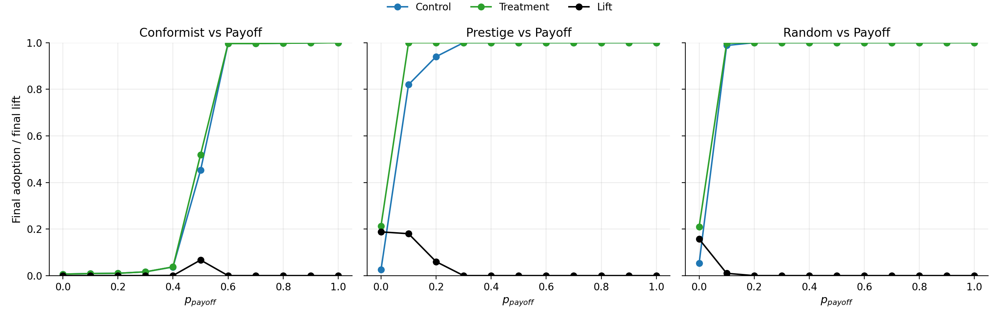 Control Treatment Lift
Conformist vs Payoff
Prestige vs Payoff
Random vs Payoff
Final adoption / final lift
1.0
0.8
0.6
0.4
0.2
0.0
0.0 0.2 0.4 0.6 0.8 1.0
0.0 0.2 0.4 0.6 0.8 1.0
0.0 0.2 0.4 0.6 0.8 1.0
p_payoff
p_payoff
p_payoff